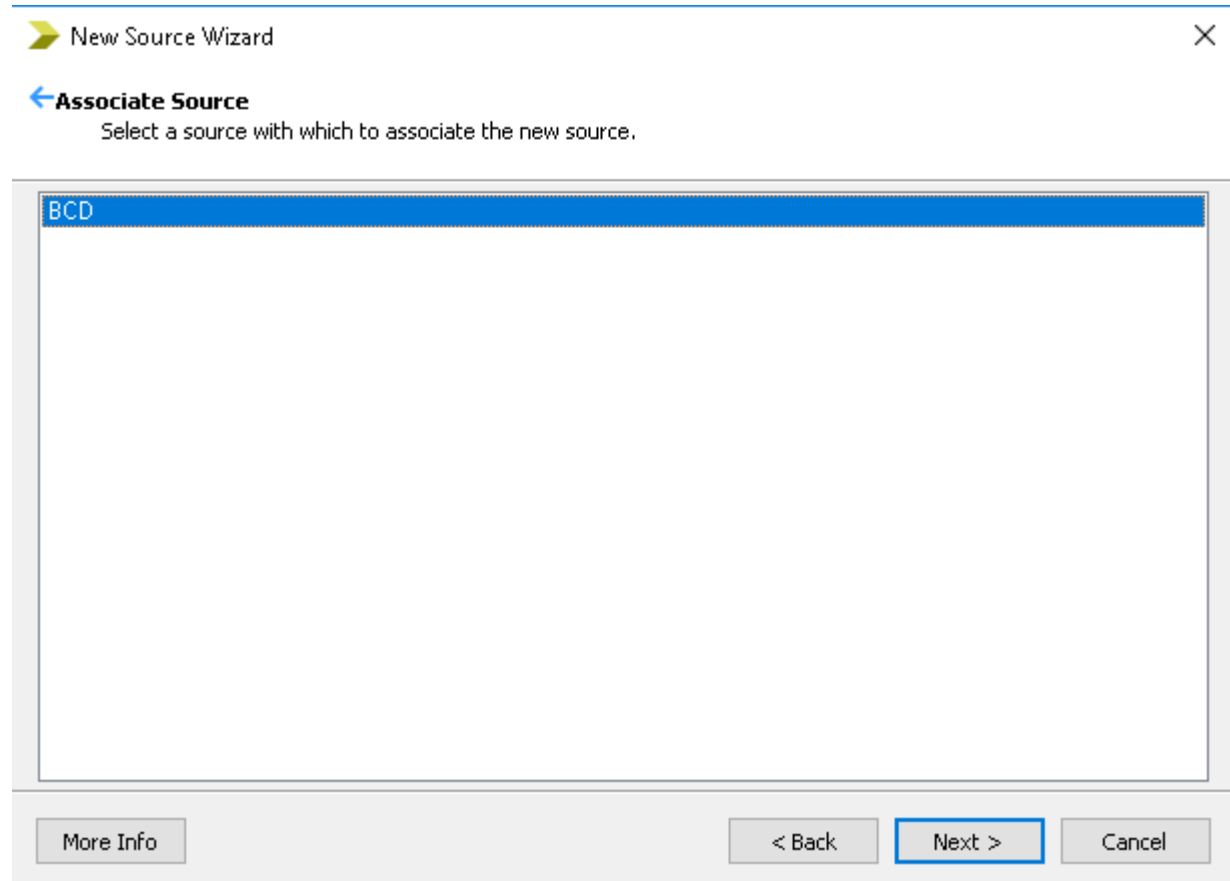 New Source Wizard
Associate Source
Select a source with which to associate the new source.
BCD
More Info
< Back
Next >
Cancel